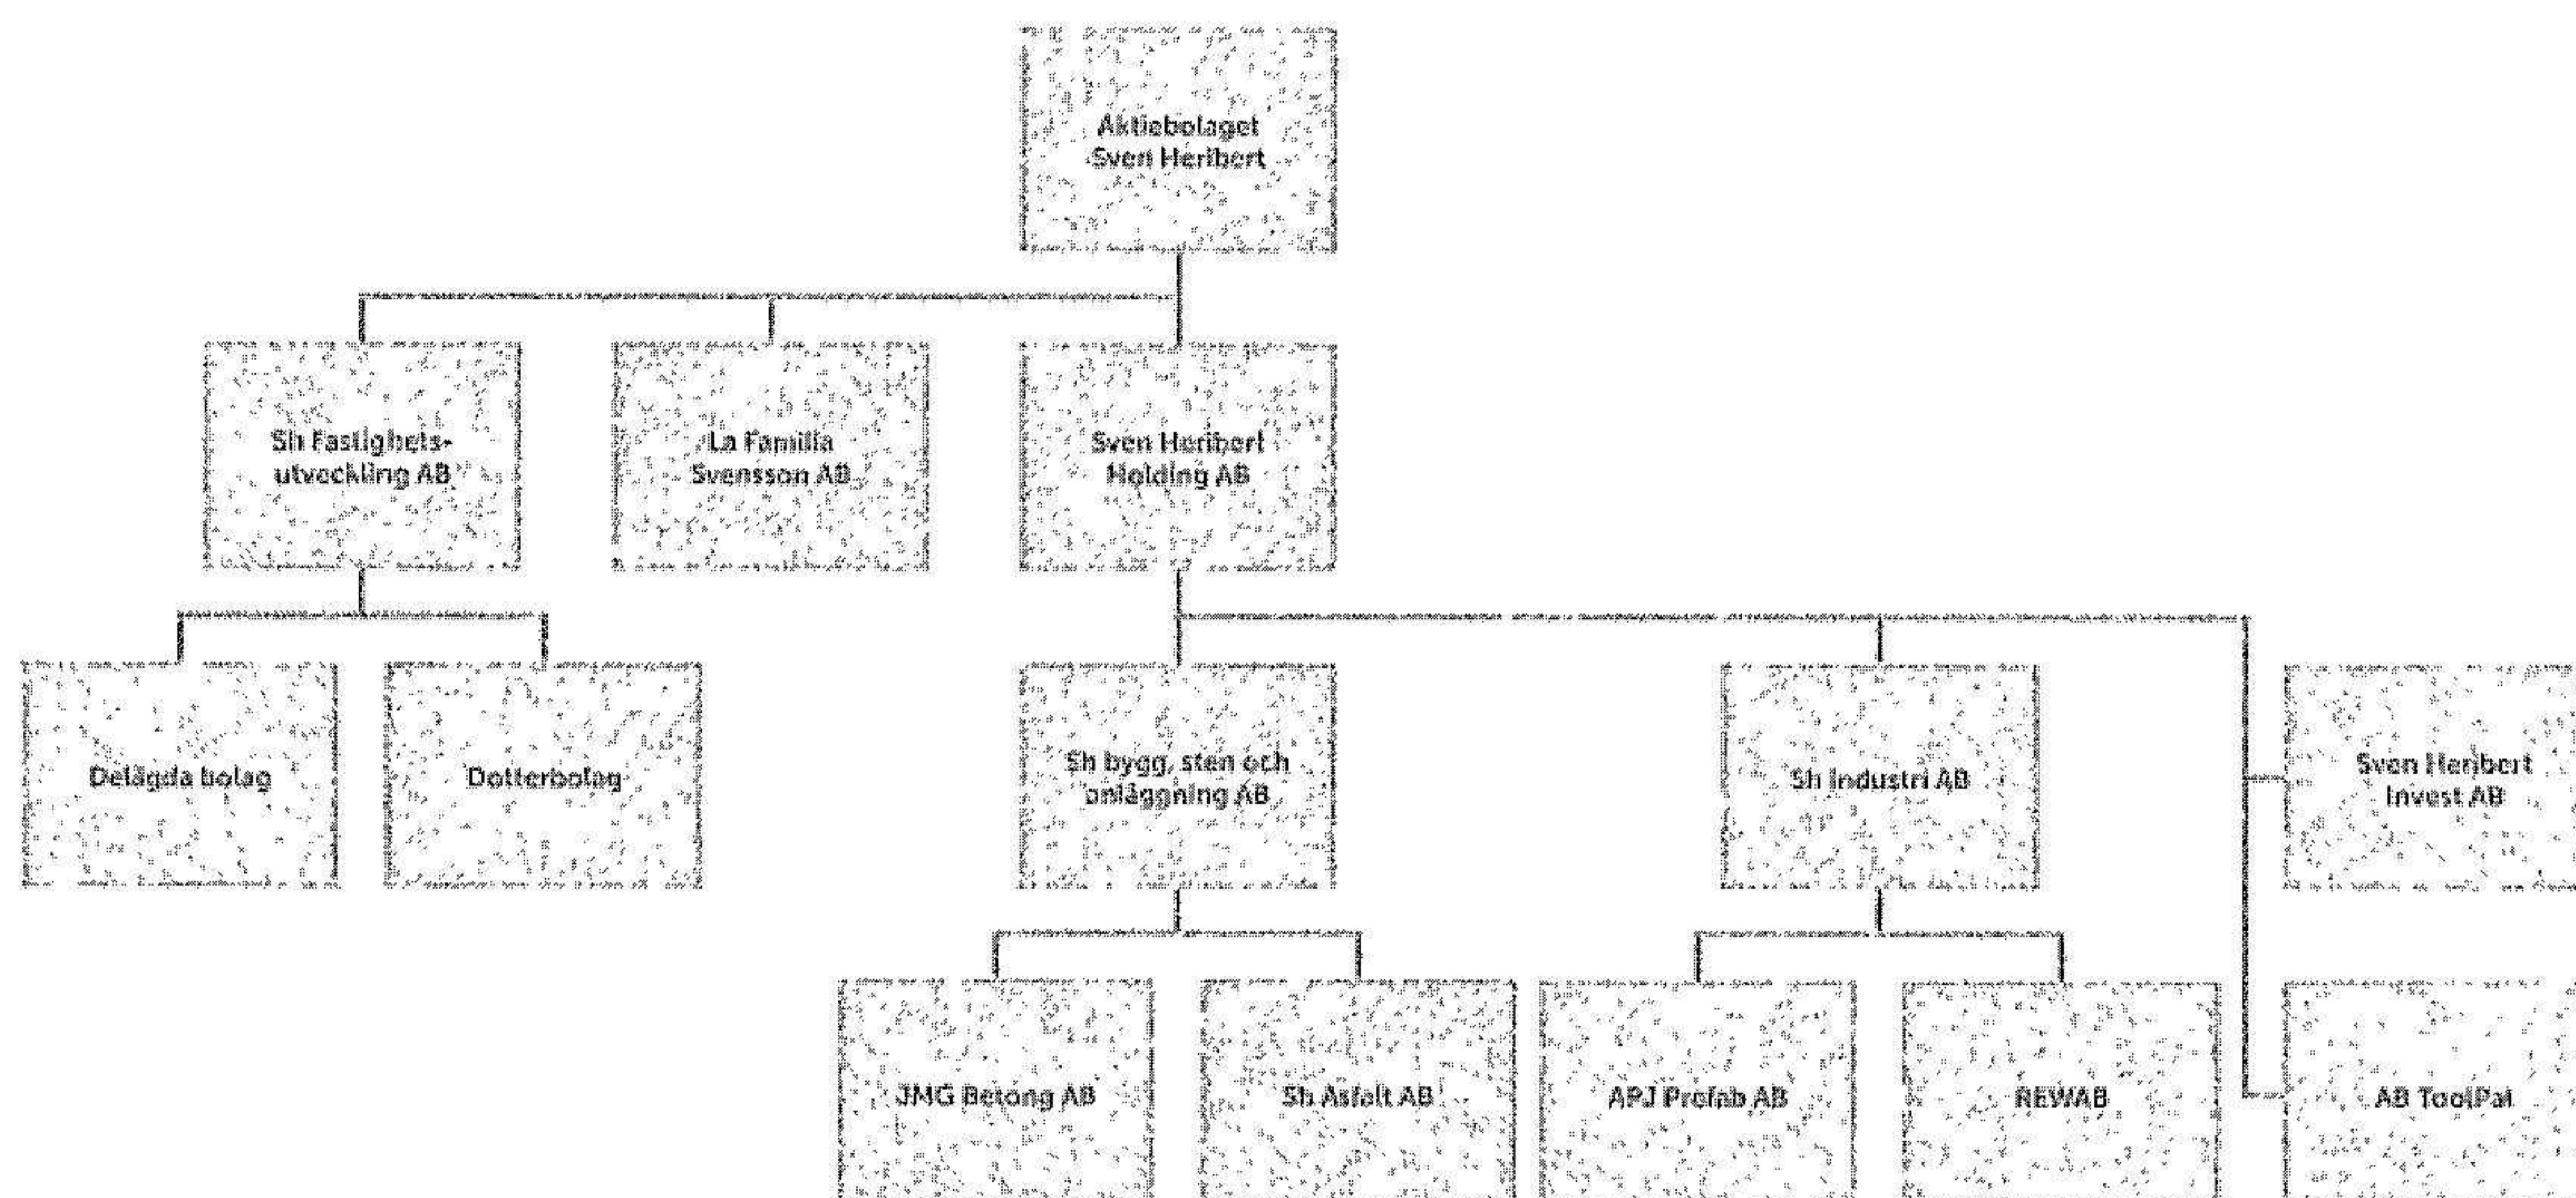 Aktiebolaget
Sven Heribert
Sh Fastighets-
utveckling AB
La Familia
Svensson AB
Sven Heribert
Holding AB
Delägda bolag
Dotterbolag
Sh bygg, sten och
anläggning AB
Sh Industri AB
Sven Heribert
Invest AB
JMG Betong AB
Sh Asfalt AB
APJ Prefab AB
REWAB
AB ToolPal